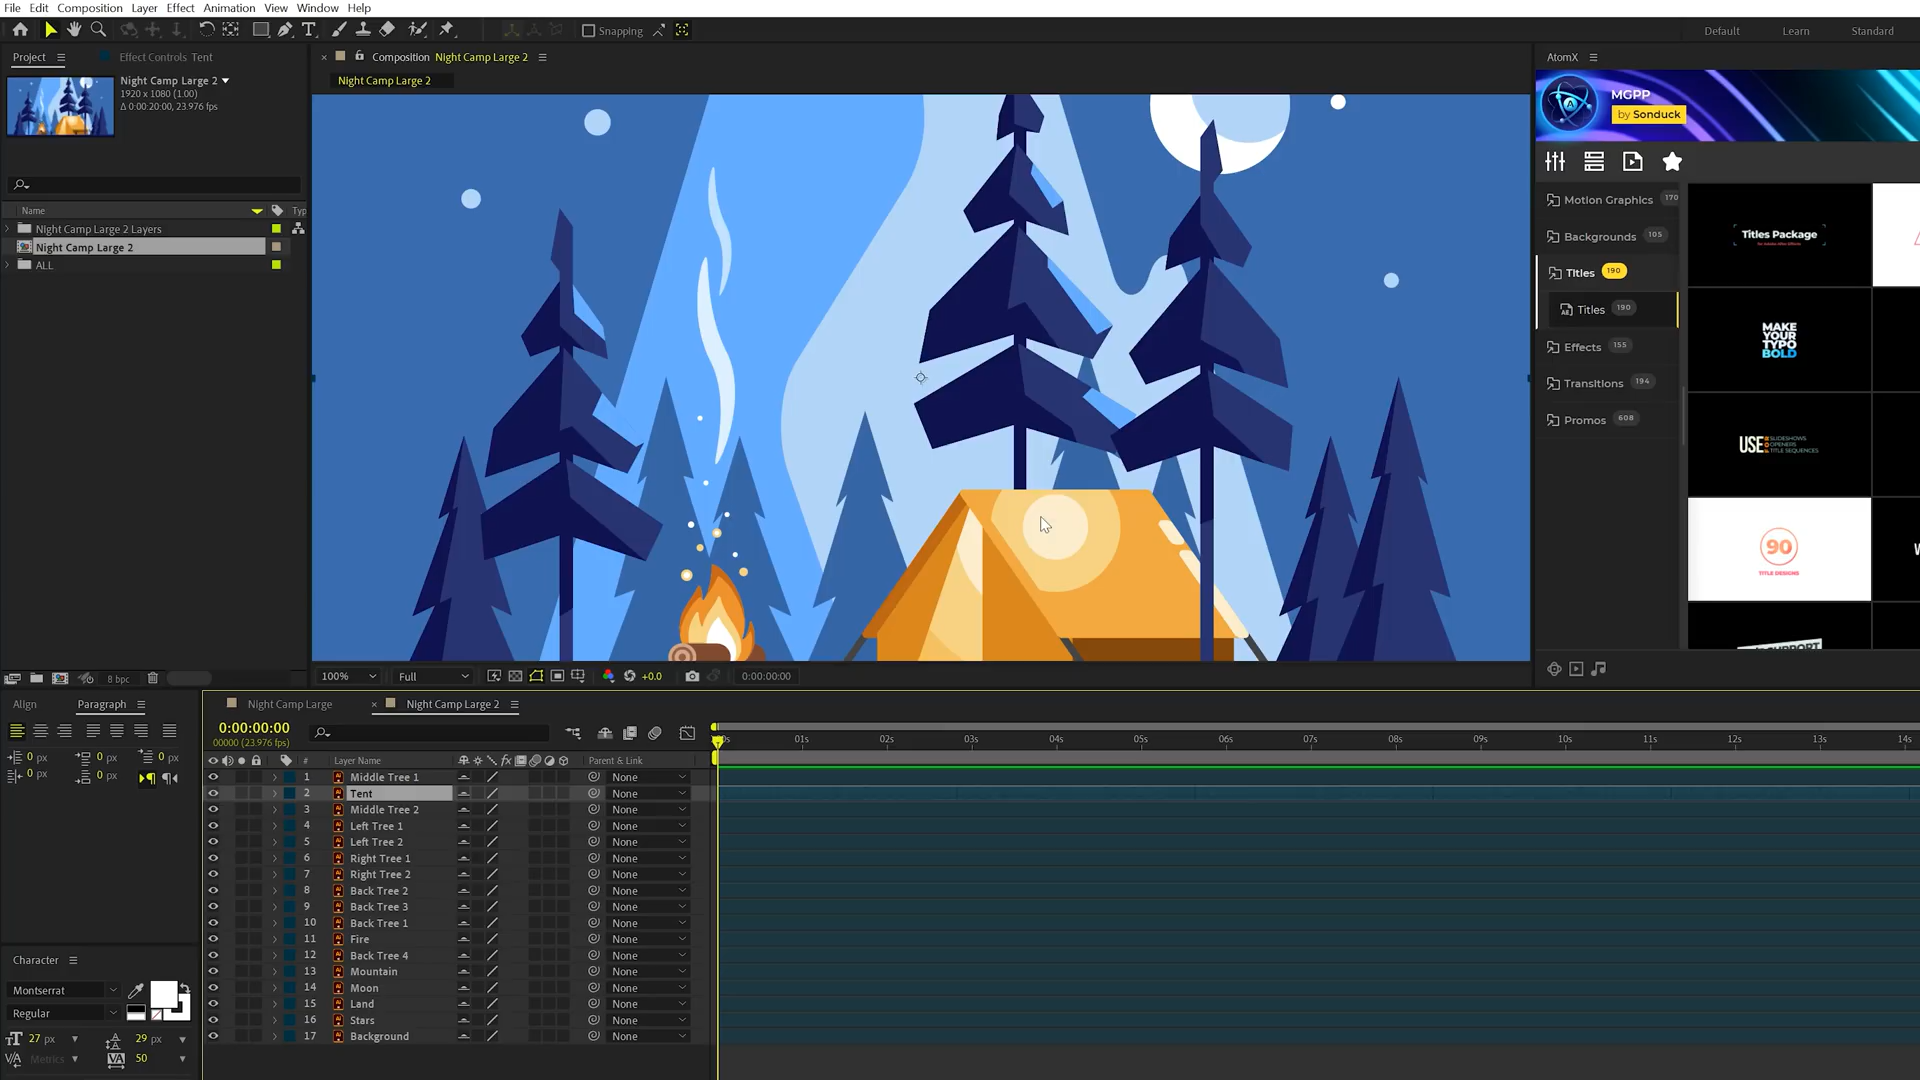 File Edit Composition Layer Effect Animation View Window Help
Snapping
Default Learn Standard
Project Effect Controls Tent
Night Camp Large 2
1920 x 1080 (1.00)
Δ 0:00:20:00, 23.976 fps
Name Typ
Night Camp Large 2 Layers
Night Camp Large 2
ALL
8 bpc
Composition Night Camp Large 2
Night Camp Large 2
100% Full +0.0 0:00:00:00
AtomX
MGPP
by Sonduck
Motion Graphics 170
Backgrounds 105
Titles 190
Titles 190
Effects 155
Transitions 194
Promos 608
Titles Package
MAKE
YOUR
TYPO
BOLD
USE SLIDESHOWS
OPENERS
TITLE SEQUENCES
90
TITLE DESIGNS
Align Paragraph
0 px 0 px 0 px
0 px 0 px
Character
Montserrat
Regular
27 px 29 px
Metrics 50
Night Camp Large Night Camp Large 2
0:00:00:00
00000 (23.976 fps)
# Layer Name fx Parent & Link
0s 01s 02s 03s 04s 05s 06s 07s 08s 09s 10s 11s 12s 13s 14s
1 Middle Tree 1 None
2 Tent None
3 Middle Tree 2 None
4 Left Tree 1 None
5 Left Tree 2 None
6 Right Tree 1 None
7 Right Tree 2 None
8 Back Tree 2 None
9 Back Tree 3 None
10 Back Tree 1 None
11 Fire None
12 Back Tree 4 None
13 Mountain None
14 Moon None
15 Land None
16 Stars None
17 Background None